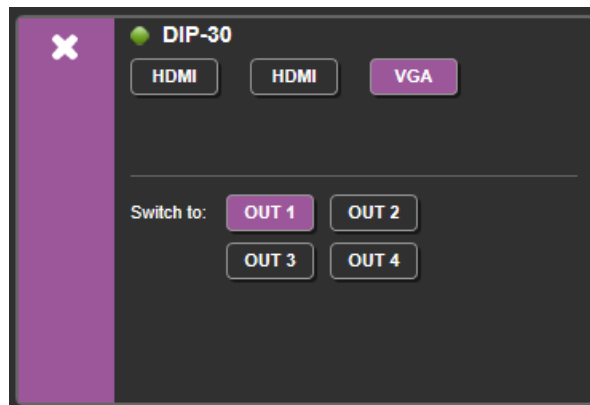 DIP-30
HDMI HDMI VGA
Switch to: OUT 1 OUT 2
OUT 3 OUT 4